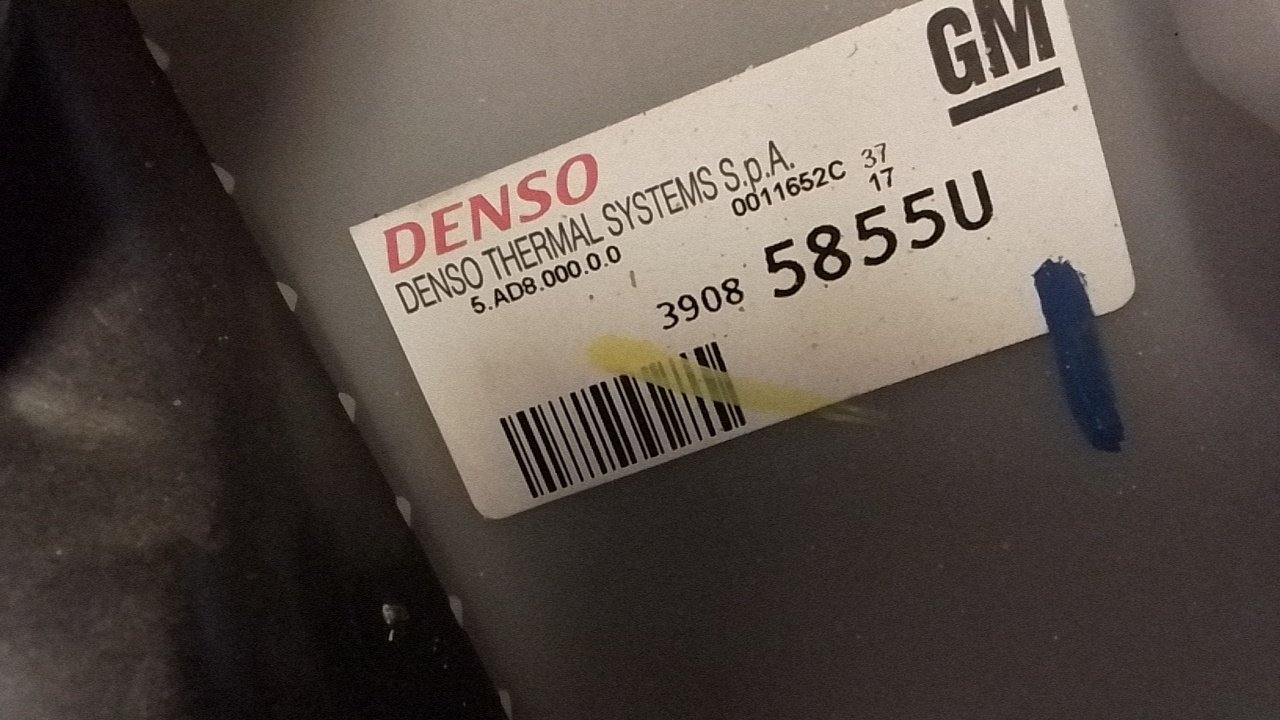 GM
DENSO
DENSO THERMAL SYSTEMS S.p.A.
5.AD8.000.0.0
0011652C 37
17
3908 5855U